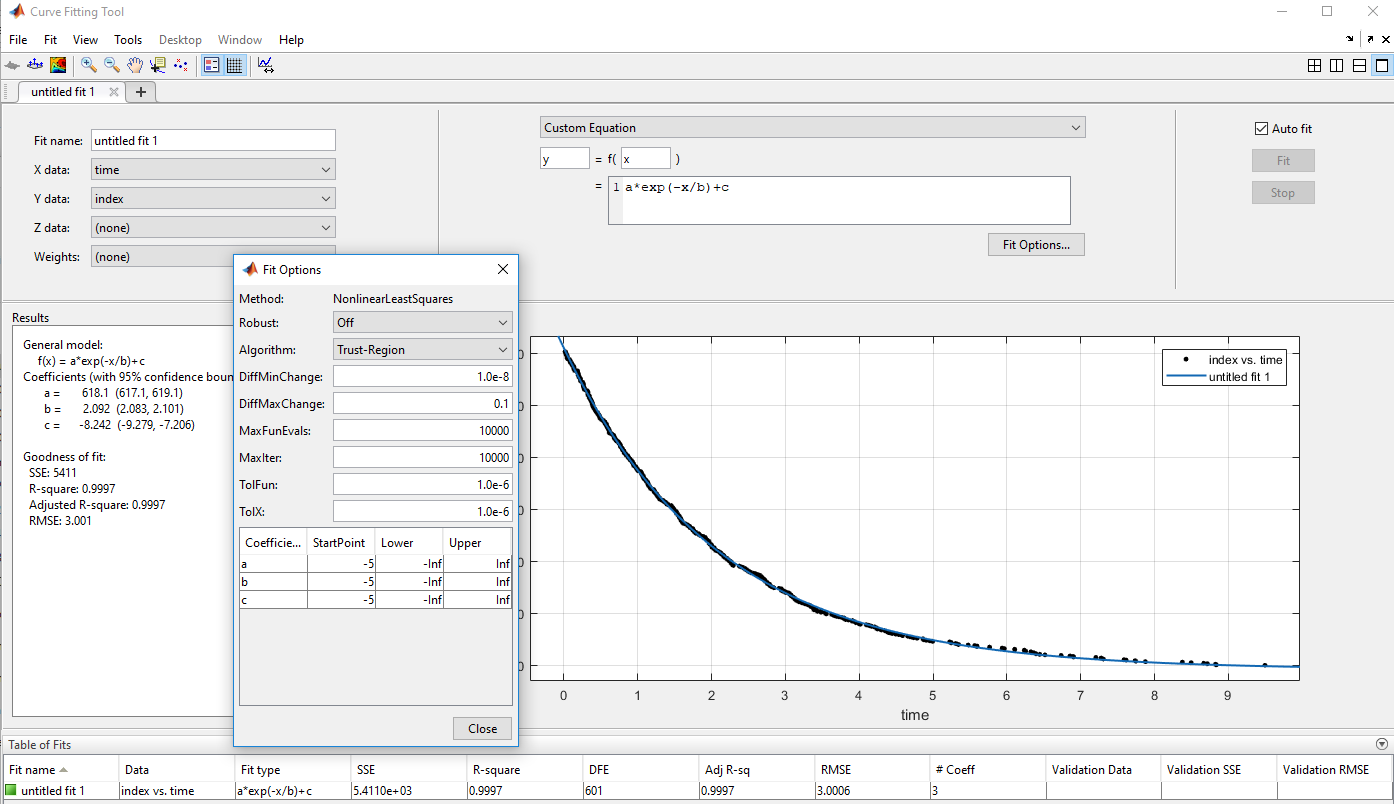 Curve Fitting Tool
File Fit View Tools Desktop Window Help
untitled fit 1
Fit name: untitled fit 1
X data: time
Y data: index
Z data: (none)
Weights: (none)
Custom Equation
y = f( x )
= 1 a*exp(-x/b)+c
Fit Options...
Auto fit
Fit
Stop
Results
General model:
f(x) = a*exp(-x/b)+c
Coefficients (with 95% confidence boun
a = 618.1 (617.1, 619.1)
b = 2.092 (2.083, 2.101)
c = -8.242 (-9.279, -7.206)
Goodness of fit:
SSE: 5411
R-square: 0.9997
Adjusted R-square: 0.9997
RMSE: 3.001
Fit Options
Method: NonlinearLeastSquares
Robust: Off
Algorithm: Trust-Region
DiffMinChange: 1.0e-8
DiffMaxChange: 0.1
MaxFunEvals: 10000
MaxIter: 10000
TolFun: 1.0e-6
TolX: 1.0e-6
Coefficie... StartPoint Lower Upper
a -5 -Inf Inf
b -5 -Inf Inf
c -5 -Inf Inf
Close
index vs. time
untitled fit 1
0 1 2 3 4 5 6 7 8 9
time
Table of Fits
Fit name Data Fit type SSE R-square DFE Adj R-sq RMSE # Coeff Validation Data Validation SSE Validation RMSE
untitled fit 1 index vs. time a*exp(-x/b)+c 5.4110e+03 0.9997 601 0.9997 3.0006 3